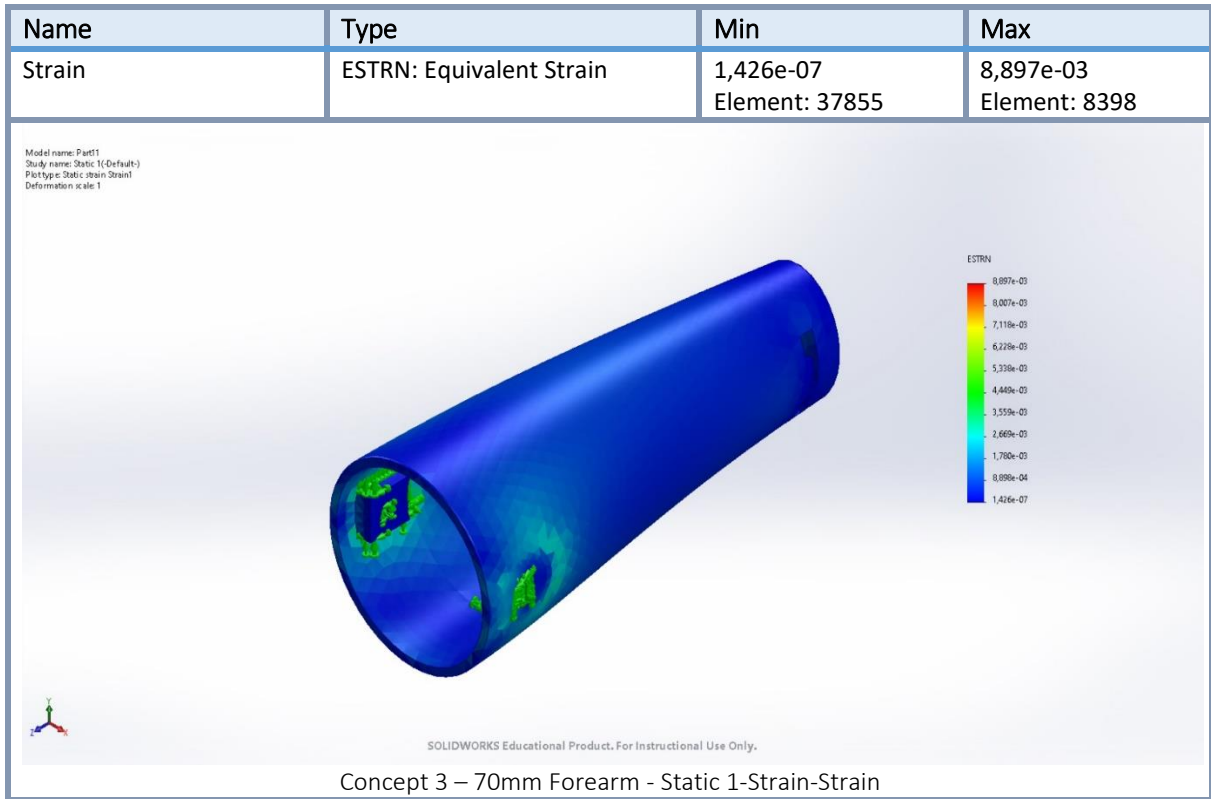 Name Type Min Max
Strain ESTRN: Equivalent Strain 1,426e-07 8,897e-03
Element: 37855 Element: 8398
Model name: Part11
Study name: Static 1(-Default-)
Plot type: Static strain Strain1
Deformation scale: 1
ESTRN
8,897e-03
8,007e-03
7,118e-03
6,228e-03
5,338e-03
4,449e-03
3,559e-03
2,669e-03
1,780e-03
8,898e-04
1,426e-07
Y
Z X
SOLIDWORKS Educational Product. For Instructional Use Only.
Concept 3 – 70mm Forearm - Static 1-Strain-Strain